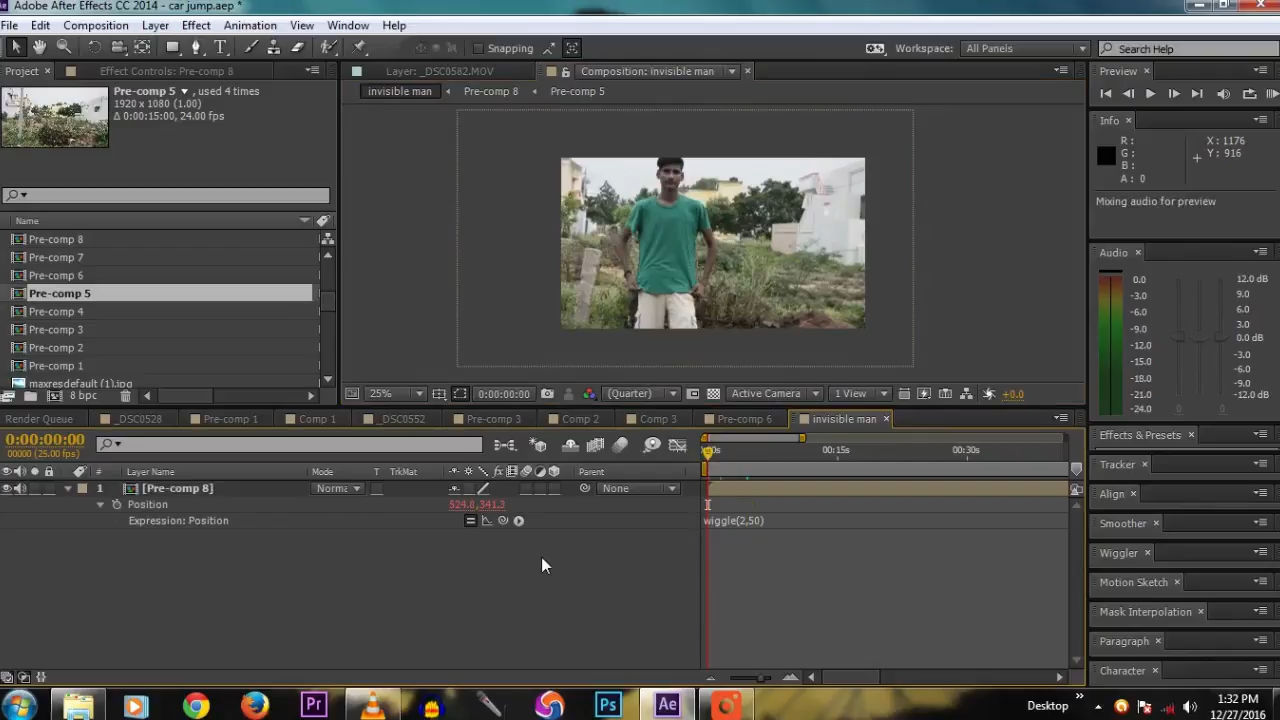 Adobe After Effects CC 2014 - car jump.aep *
File Edit Composition Layer Effect Animation View Window Help
Snapping
Workspace: All Panels
Search Help
Project
Effect Controls: Pre-comp 8
Pre-comp 5 , used 4 times
1920 x 1080 (1.00)
Δ 0:00:15:00, 24.00 fps
Name
Pre-comp 8
Pre-comp 7
Pre-comp 6
Pre-comp 5
Pre-comp 4
Pre-comp 3
Pre-comp 2
Pre-comp 1
maxresdefault (1).jpg
8 bpc
Layer: _DSC0582.MOV
Composition: invisible man
invisible man Pre-comp 8 Pre-comp 5
25% 0:00:00:00 (Quarter) Active Camera 1 View +0.0
Preview
Info
R :
G :
B :
A : 0
X : 1176
Y : 916
Mixing audio for preview
Audio
0.0
-3.0
-6.0
-9.0
-12.0
-15.0
-18.0
-21.0
-24.0
12.0 dB
9.0
6.0
3.0
0.0 dB
-3.0
-6.0
-9.0
-12.0 dB
0 0
Effects & Presets
Tracker
Align
Smoother
Wiggler
Motion Sketch
Mask Interpolation
Paragraph
Character
Render Queue _DSC0528 Pre-comp 1 Comp 1 _DSC0552 Pre-comp 3 Comp 2 Comp 3 Pre-comp 6 invisible man
0:00:00:00
00000 (25.00 fps)
00:15s 00:30s
# Layer Name Mode T TrkMat Parent
1 [Pre-comp 8] None
Position 524.8,341.3
Expression: Position wiggle(2,50)
Desktop
1:32 PM
12/27/2016